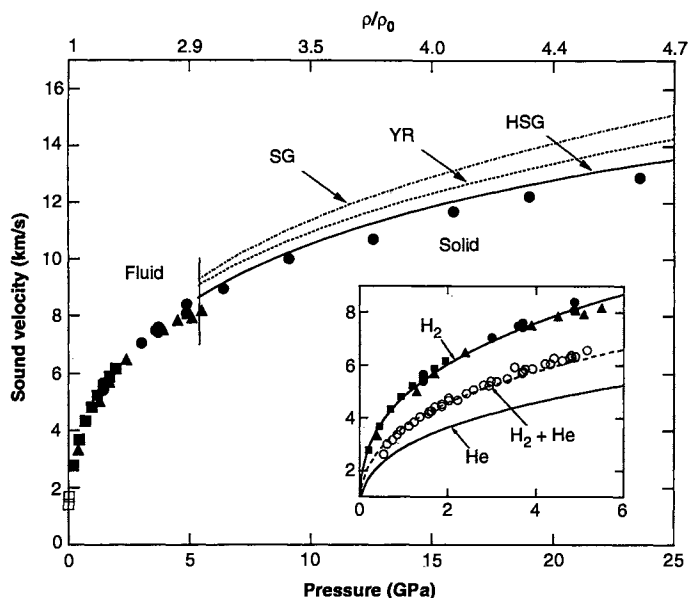 ρ/ρ₀
1 2.9 3.5 4.0 4.4 4.7
16
14
12
10
8
6
4
2
0
Sound velocity (km/s)
SG
YR
HSG
Fluid
Solid
8
6
4
2
H₂
H₂ + He
He
0 2 4 6
0 5 10 15 20 25
Pressure (GPa)